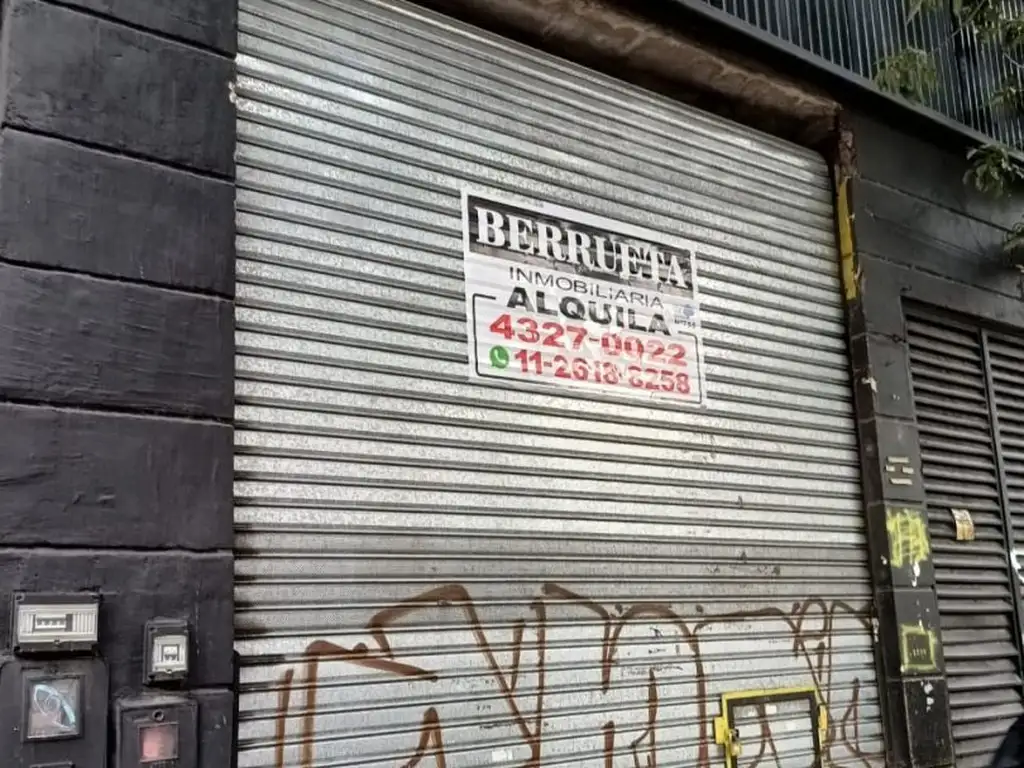 BERRUETA
INMOBILIARIA
ALQUILA
4327-0022
11-2618-8258